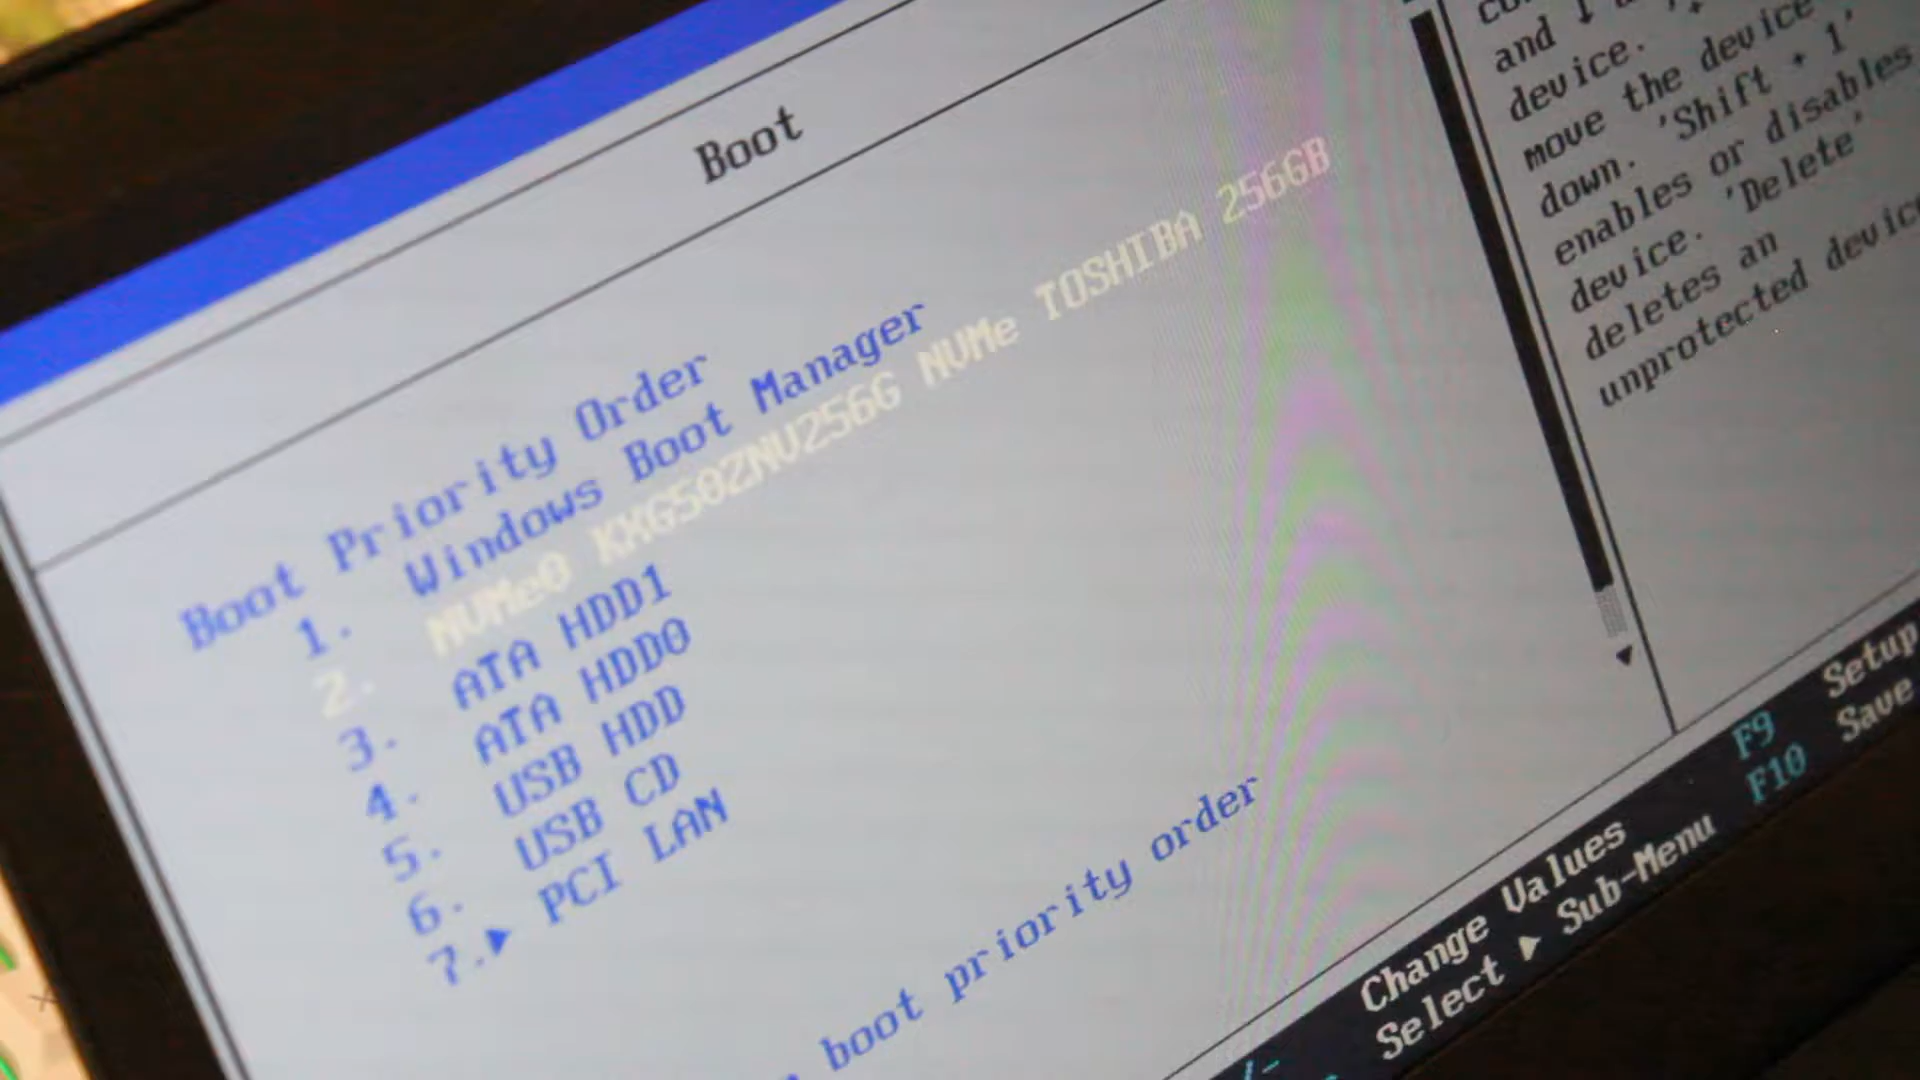 Boot
Boot Priority Order
1. Windows Boot Manager
2. NVMe0 KXG50ZNV256G NVMe TOSHIBA 256GB
3. ATA HDD1
4. ATA HDD0
5. USB HDD
6. USB CD
7.▶ PCI LAN
boot priority order
and ↓
device.
move the device
down. 'Shift + 1'
enables or disables
device. 'Delete'
deletes an
unprotected
Change Values
Select ▶ Sub-Menu
F9 Setup
F10 Save